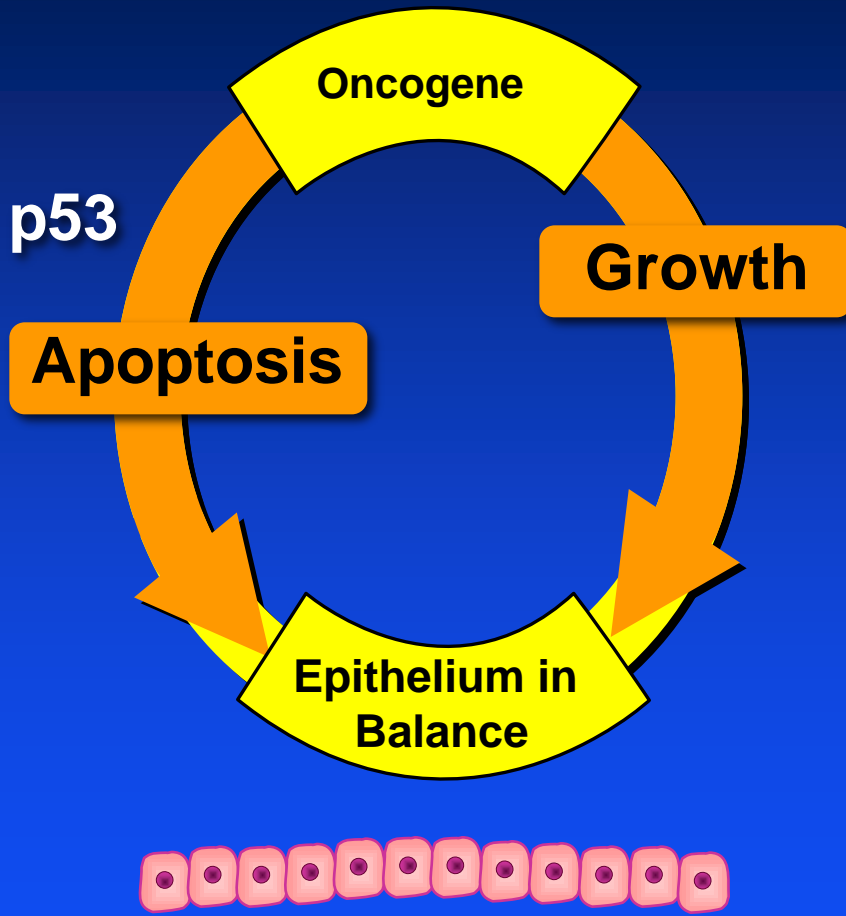 Oncogene
p53
Growth
Apoptosis
Epithelium in
Balance